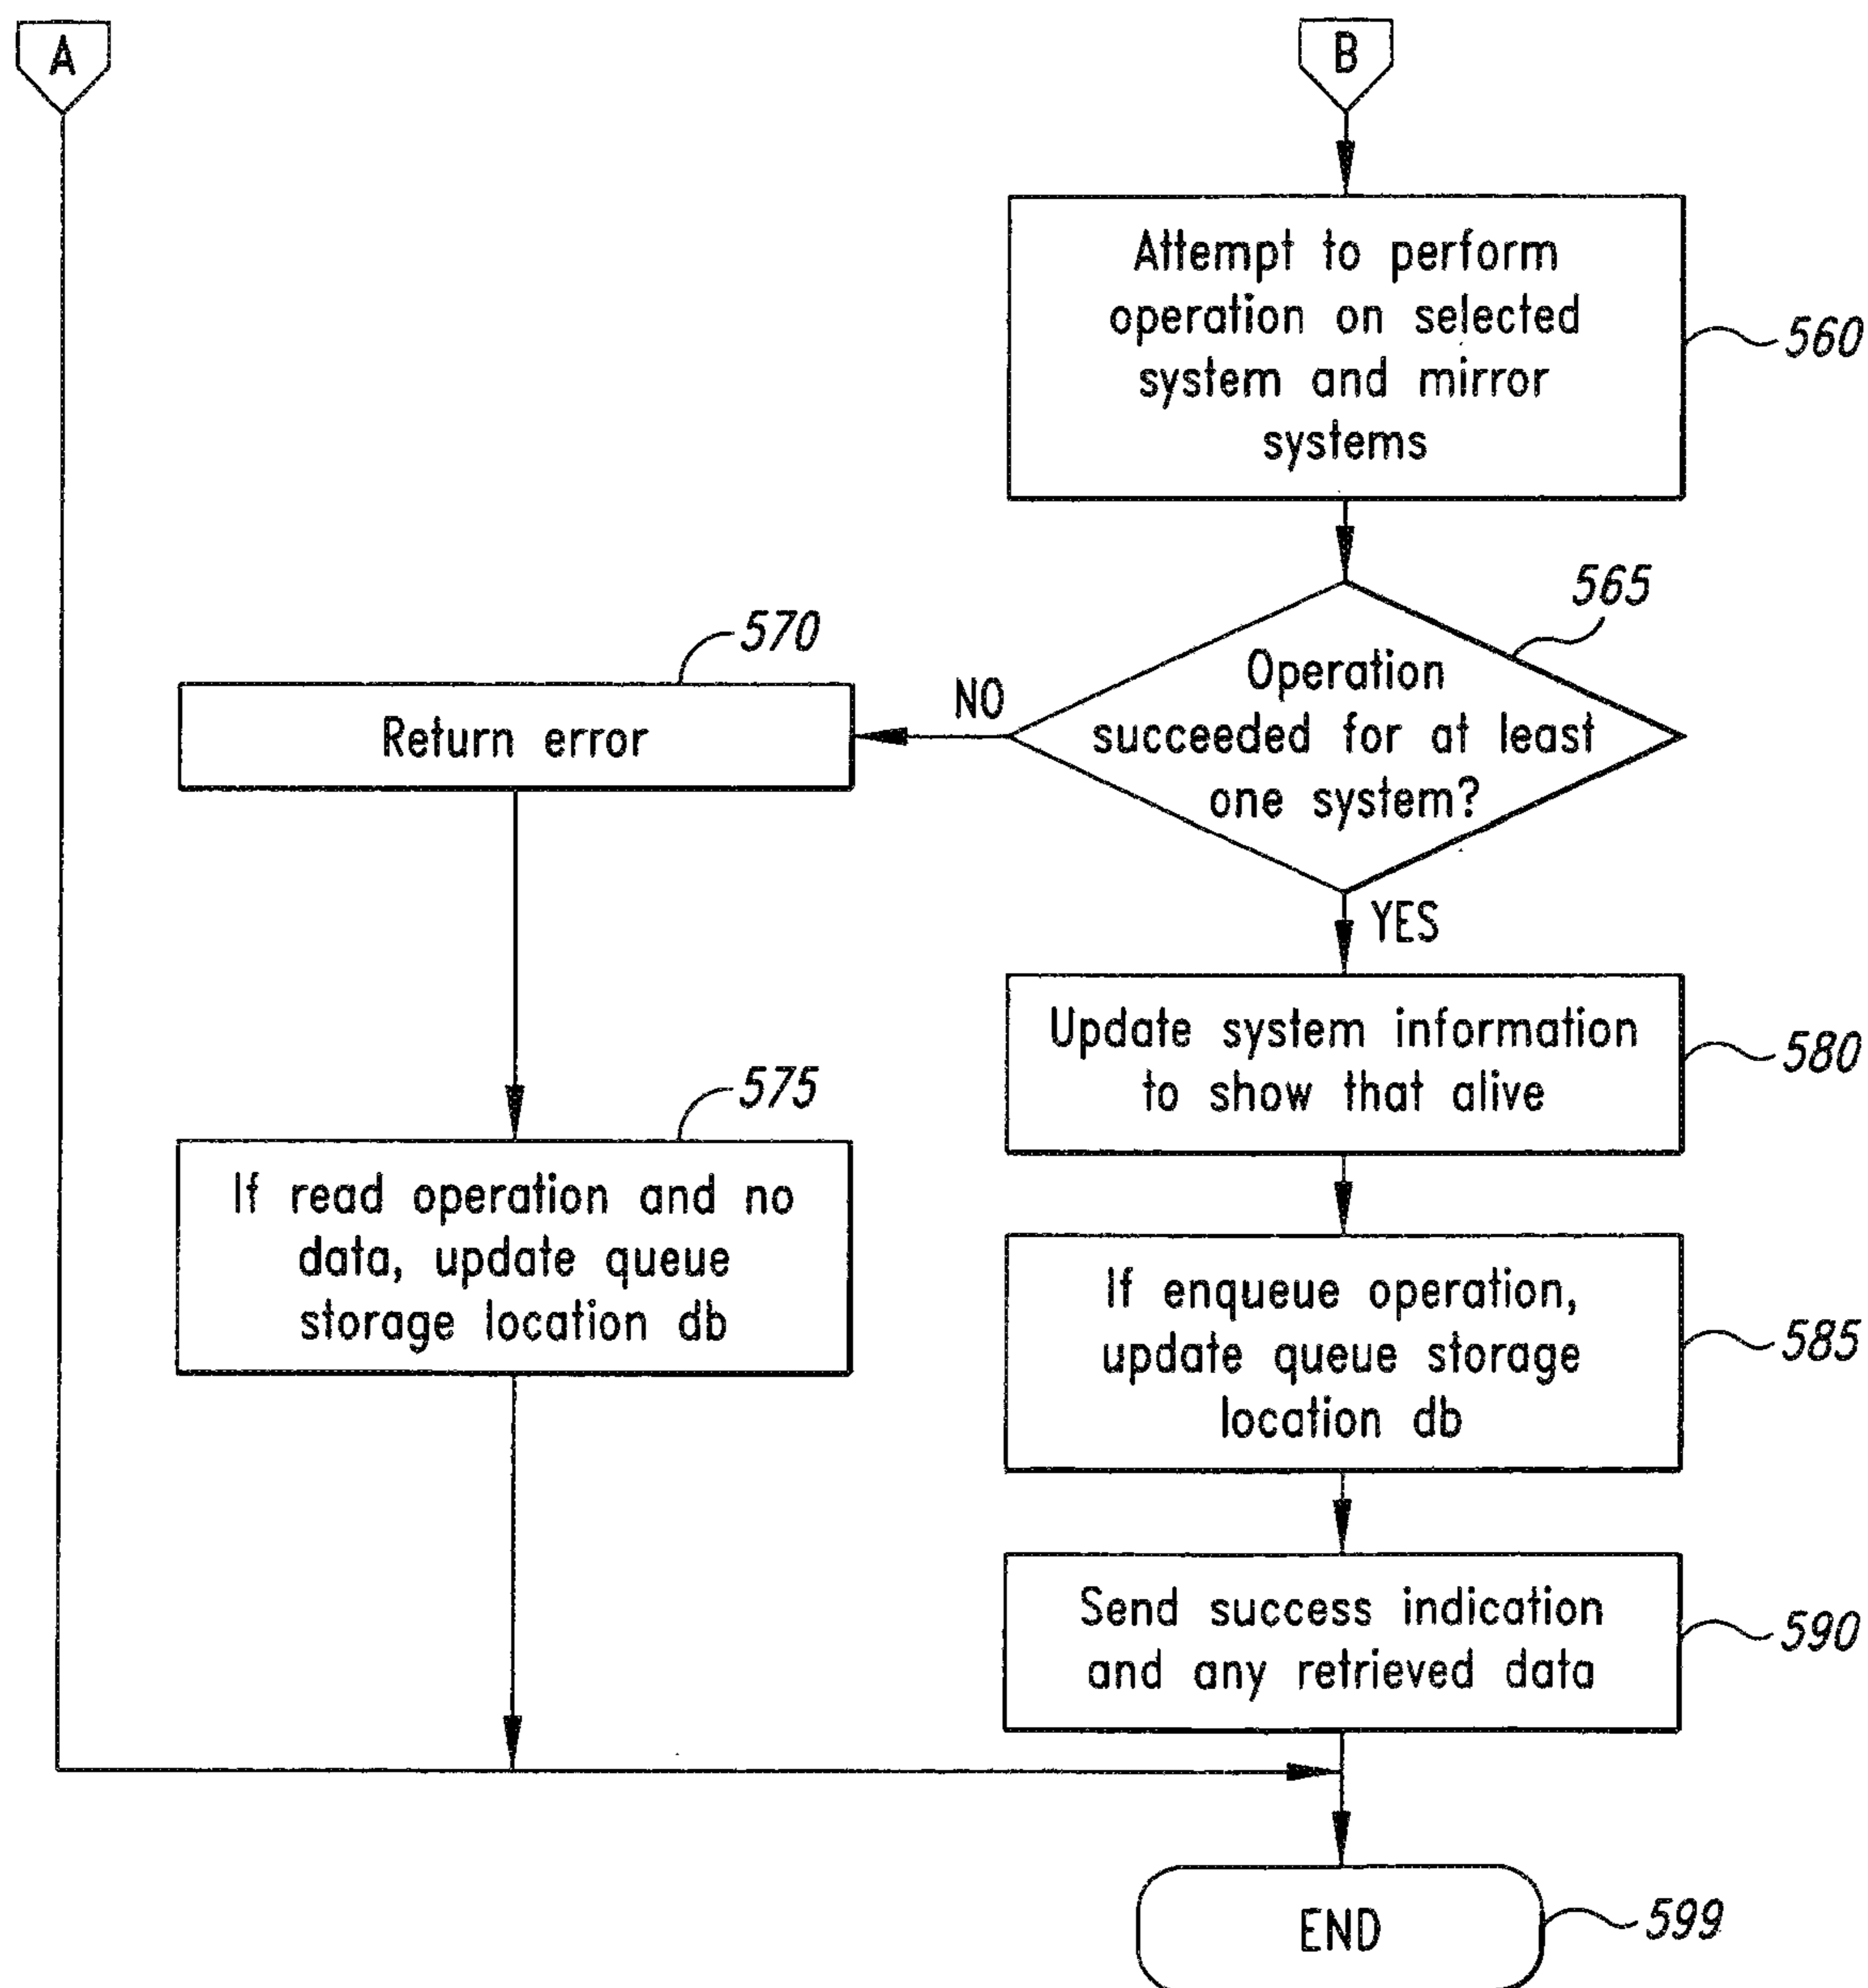 A
B
Attempt to perform
operation on selected
system and mirror
systems
560
565
Operation
succeeded for at least
one system?
NO
570
Return error
YES
575
If read operation and no
data, update queue
storage location db
Update system information
to show that alive
580
If enqueue operation,
update queue storage
location db
585
Send success indication
and any retrieved data
590
END
599